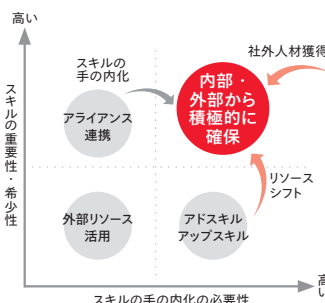 高い
社外人材獲得
スキルの
手の内化
内部・
外部から
積極的に
確保
アライアンス
連携
スキルの重要性・希少性
リソース
シフト
外部リソース
活用
アドスキル
アップスキル
高い
スキルの手の内化の必要性